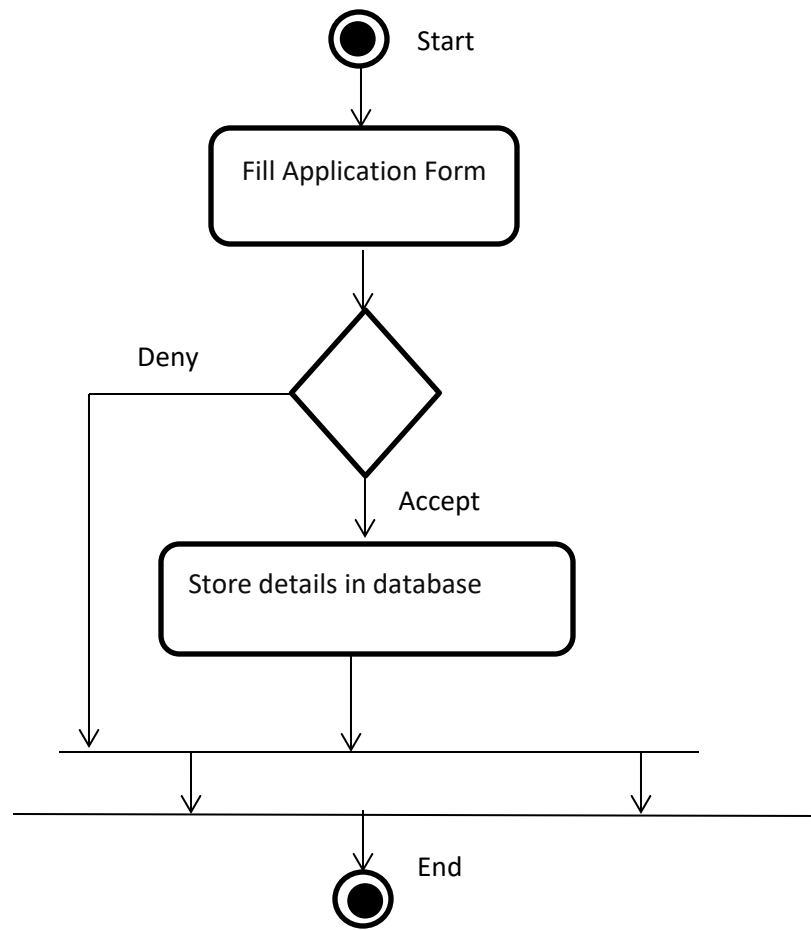 Start
Fill Application Form
Deny
Accept
Store details in database
End